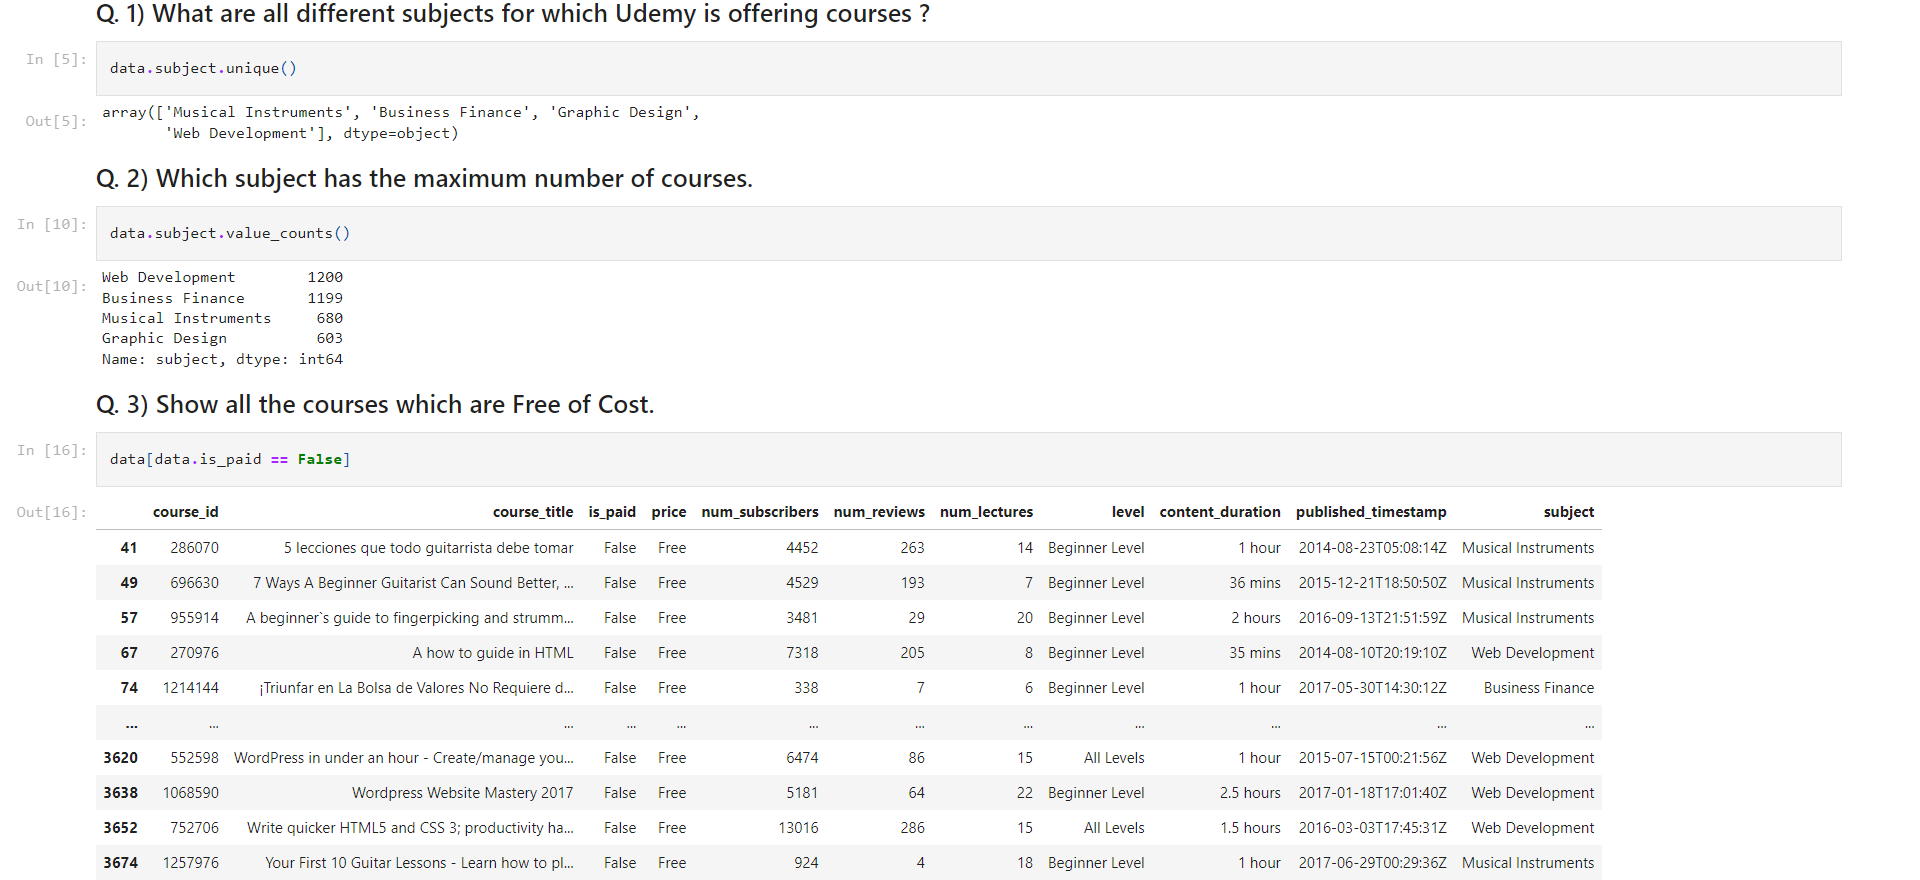 Q. 1) What are all different subjects for which Udemy is offering courses ?
In [5]:
data.subject.unique()
Out[5]:
array(['Musical Instruments', 'Business Finance', 'Graphic Design',
'Web Development'], dtype=object)
Q. 2) Which subject has the maximum number of courses.
In [10]:
data.subject.value_counts()
Out[10]:
Web Development 1200
Business Finance 1199
Musical Instruments 680
Graphic Design 603
Name: subject, dtype: int64
Q. 3) Show all the courses which are Free of Cost.
In [16]:
data[data.is_paid == False]
Out[16]:
course_id course_title is_paid price num_subscribers num_reviews num_lectures level content_duration published_timestamp subject
41 286070 5 lecciones que todo guitarrista debe tomar False Free 4452 263 14 Beginner Level 1 hour 2014-08-23T05:08:14Z Musical Instruments
49 696630 7 Ways A Beginner Guitarist Can Sound Better, ... False Free 4529 193 7 Beginner Level 36 mins 2015-12-21T18:50:50Z Musical Instruments
57 955914 A beginner`s guide to fingerpicking and strumm... False Free 3481 29 20 Beginner Level 2 hours 2016-09-13T21:51:59Z Musical Instruments
67 270976 A how to guide in HTML False Free 7318 205 8 Beginner Level 35 mins 2014-08-10T20:19:10Z Web Development
74 1214144 ¡Triunfar en La Bolsa de Valores No Requiere d... False Free 338 7 6 Beginner Level 1 hour 2017-05-30T14:30:12Z Business Finance
... ... ... ... ... ... ... ... ... ... ... ...
3620 552598 WordPress in under an hour - Create/manage you... False Free 6474 86 15 All Levels 1 hour 2015-07-15T00:21:56Z Web Development
3638 1068590 Wordpress Website Mastery 2017 False Free 5181 64 22 Beginner Level 2.5 hours 2017-01-18T17:01:40Z Web Development
3652 752706 Write quicker HTML5 and CSS 3; productivity ha... False Free 13016 286 15 All Levels 1.5 hours 2016-03-03T17:45:31Z Web Development
3674 1257976 Your First 10 Guitar Lessons - Learn how to pl... False Free 924 4 18 Beginner Level 1 hour 2017-06-29T00:29:36Z Musical Instruments